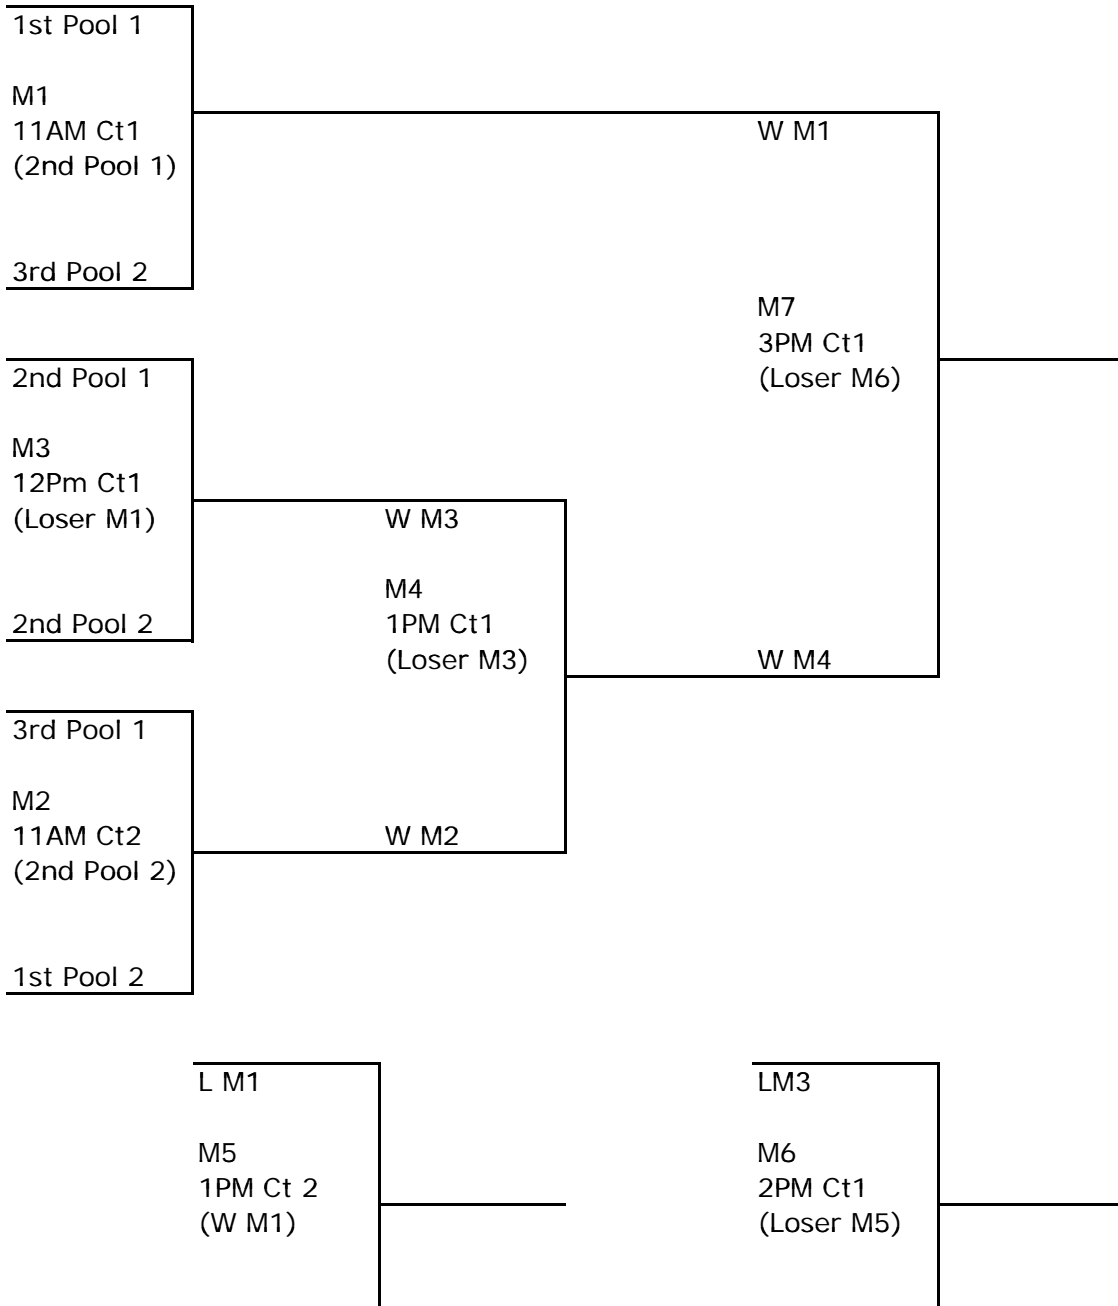 1st Pool 1
M1
11AM Ct1
(2nd Pool 1)
3rd Pool 2
W M1
M7
3PM Ct1
(Loser M6)
2nd Pool 1
M3
12Pm Ct1
(Loser M1)
2nd Pool 2
W M3
M4
1PM Ct1
(Loser M3)
W M4
3rd Pool 1
M2
11AM Ct2
(2nd Pool 2)
1st Pool 2
W M2
L M1
M5
1PM Ct 2
(W M1)
LM3
M6
2PM Ct1
(Loser M5)